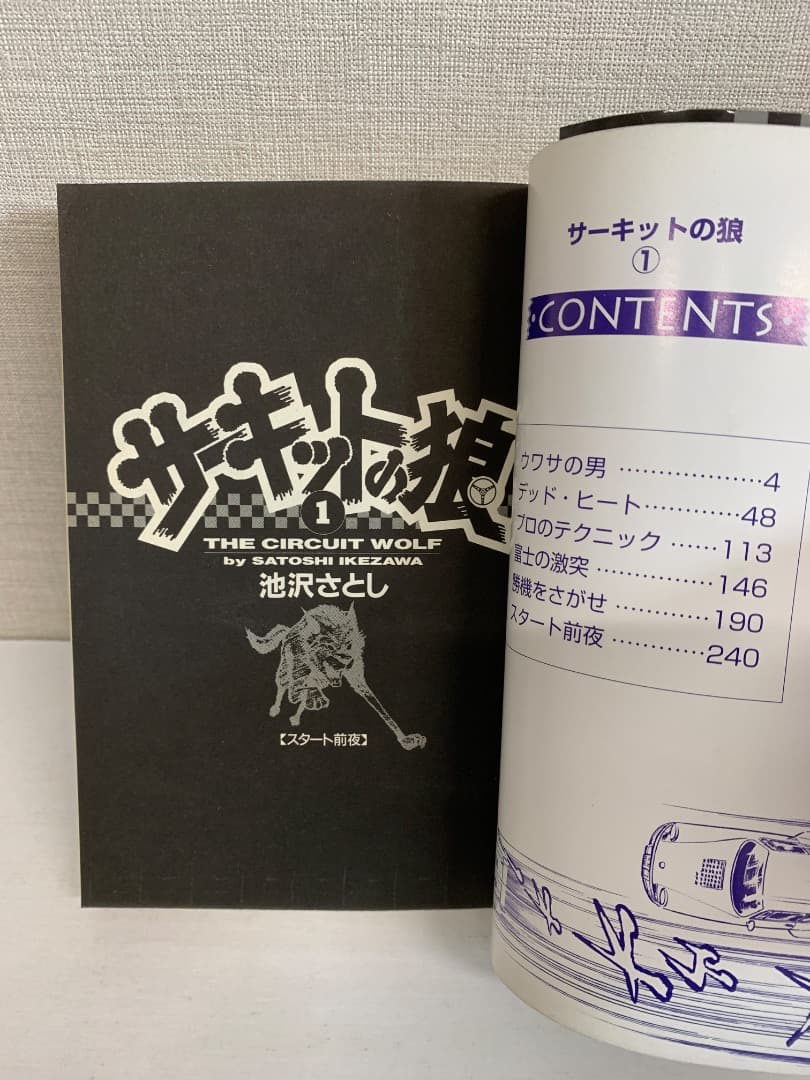 サーキットの狼
1
THE CIRCUIT WOLF
by SATOSHI IKEZAWA
池沢さとし
【スタート前夜】
サーキットの狼
①
CONTENTS
ウワサの男 ………………4
デッド・ヒート…………48
プロのテクニック ……113
富士の激突 ……………146
勝機をさがせ …………190
スタート前夜 …………240